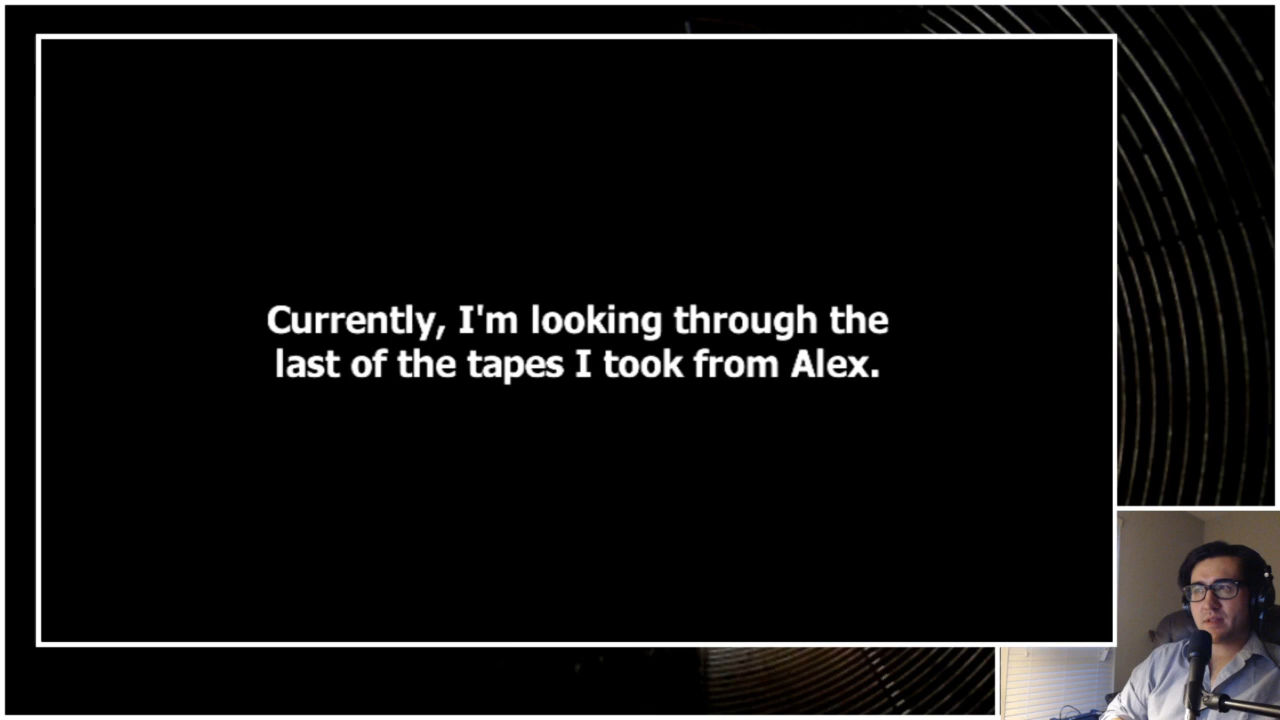 Currently, I'm looking through the
last of the tapes I took from Alex.